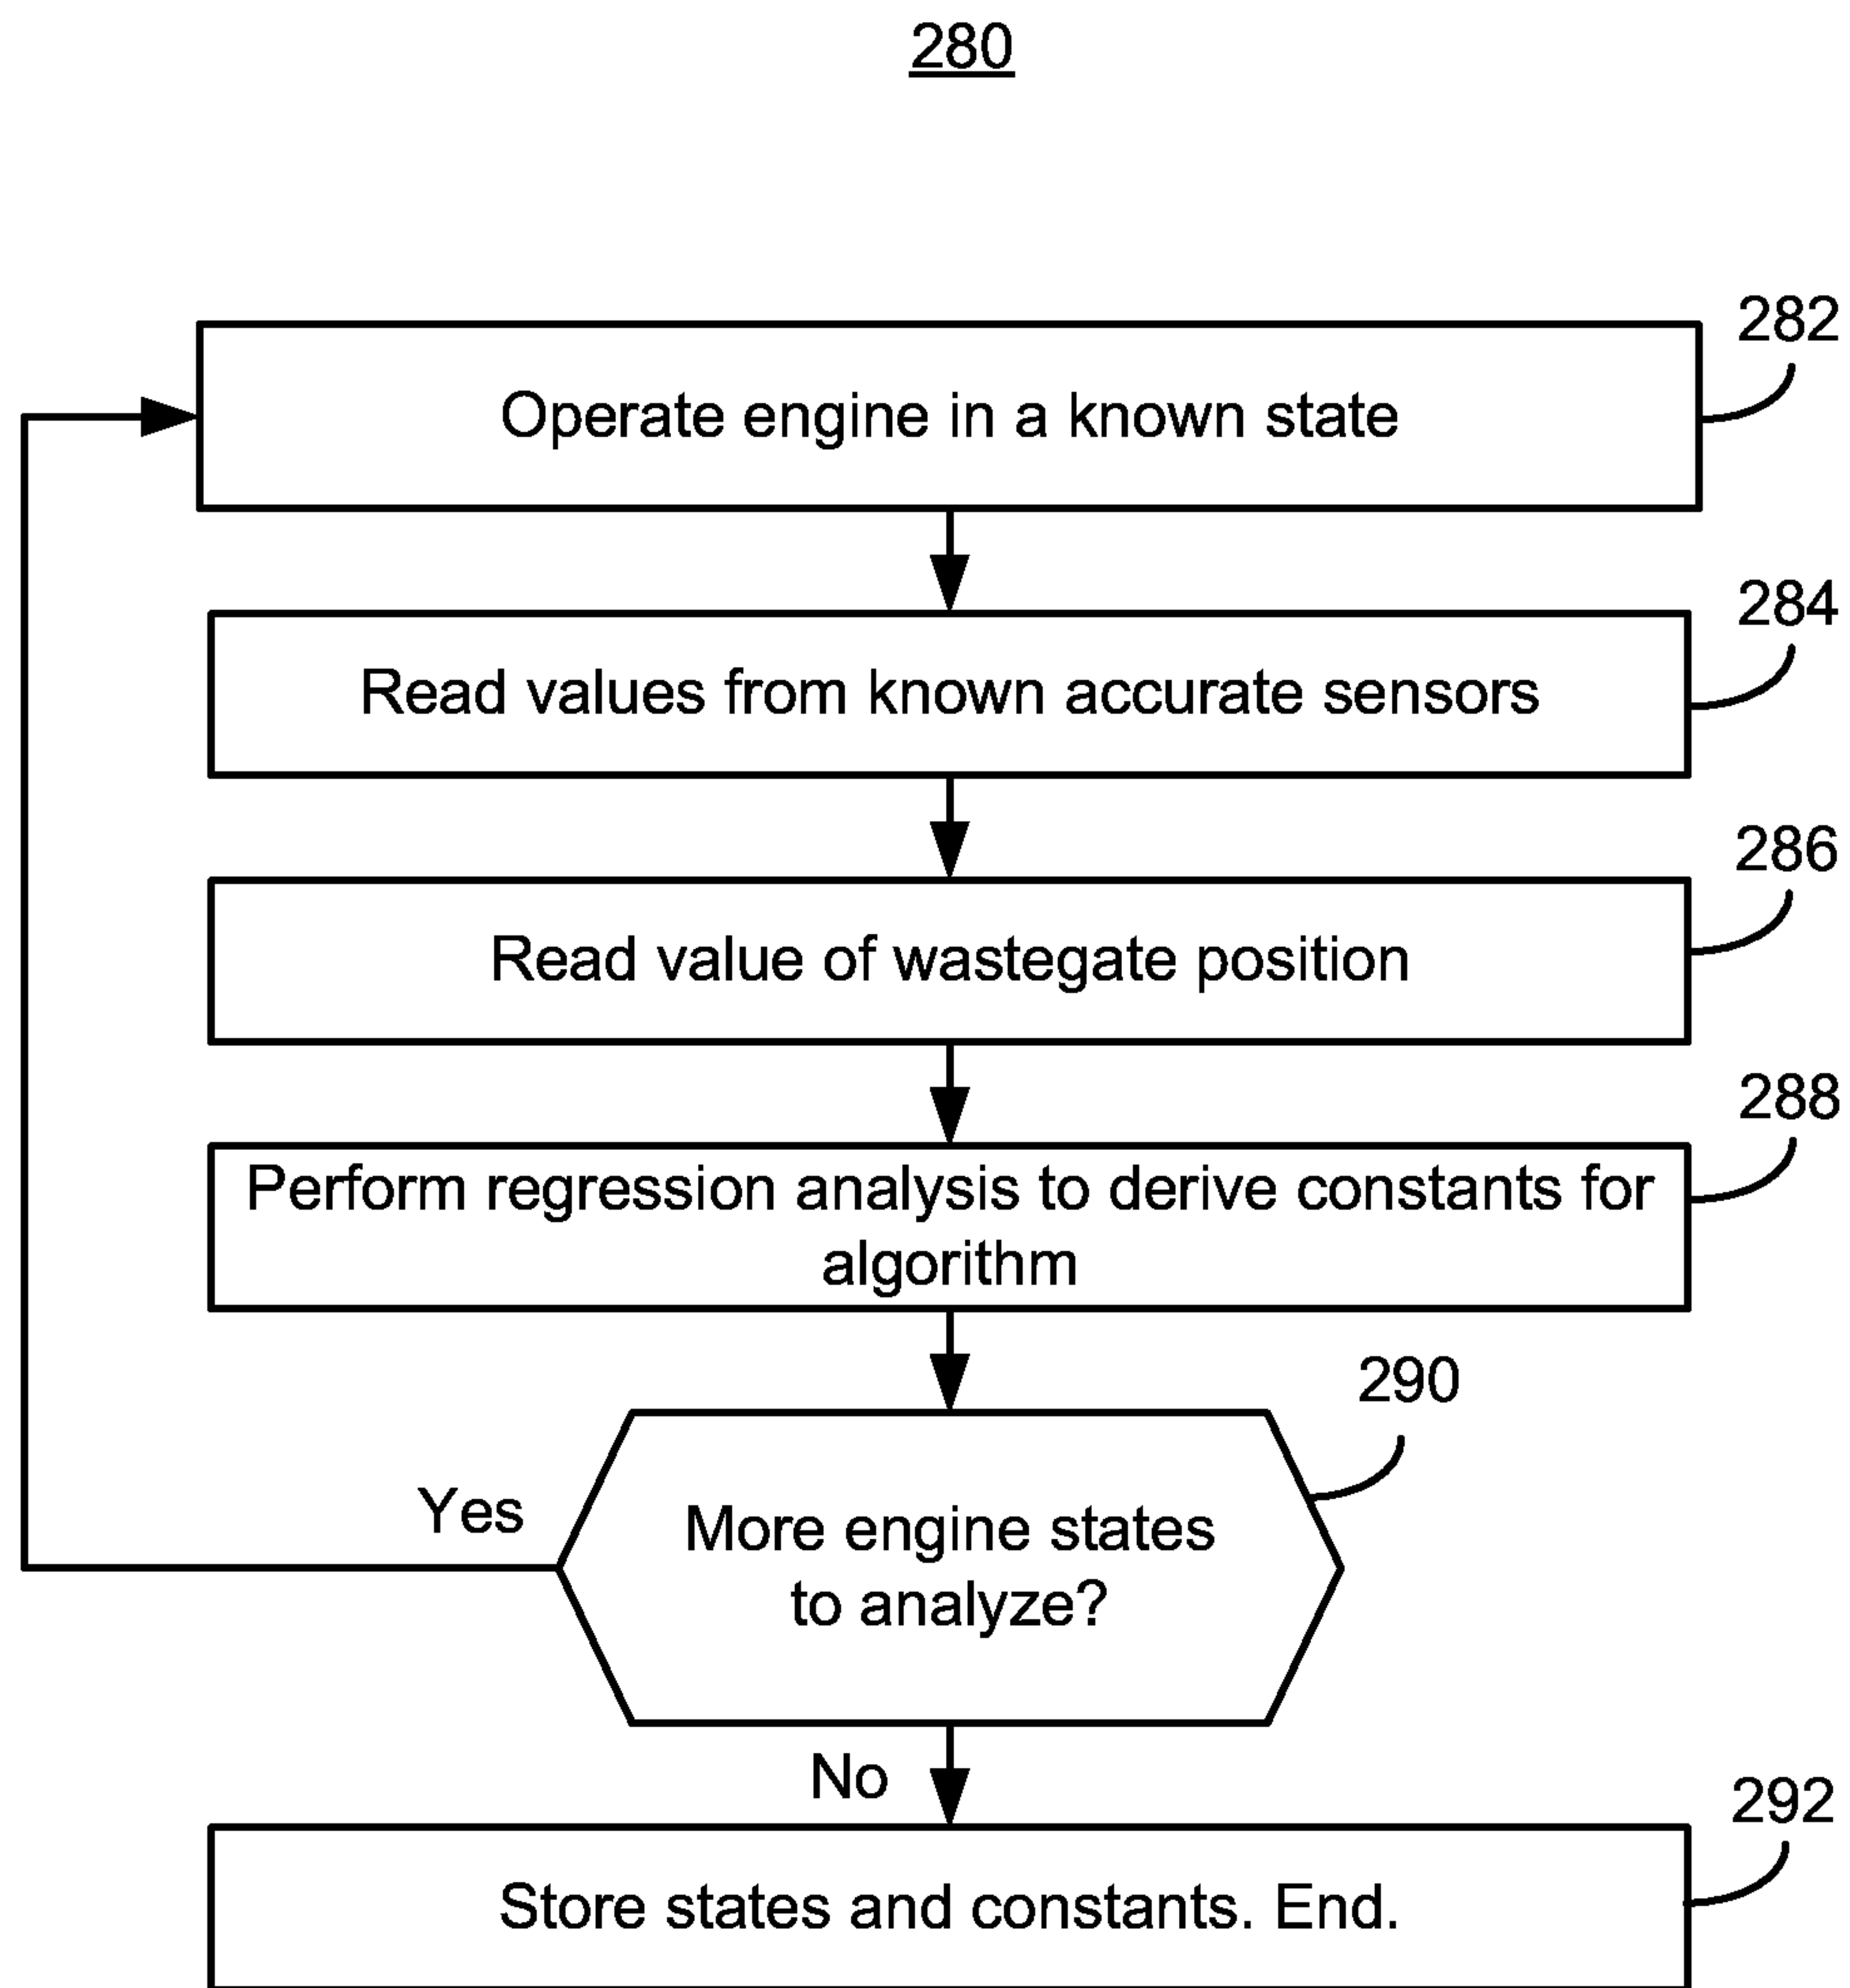 280
282
Operate engine in a known state
284
Read values from known accurate sensors
286
Read value of wastegate position
288
Perform regression analysis to derive constants for
algorithm
290
Yes
More engine states
to analyze?
No
292
Store states and constants. End.